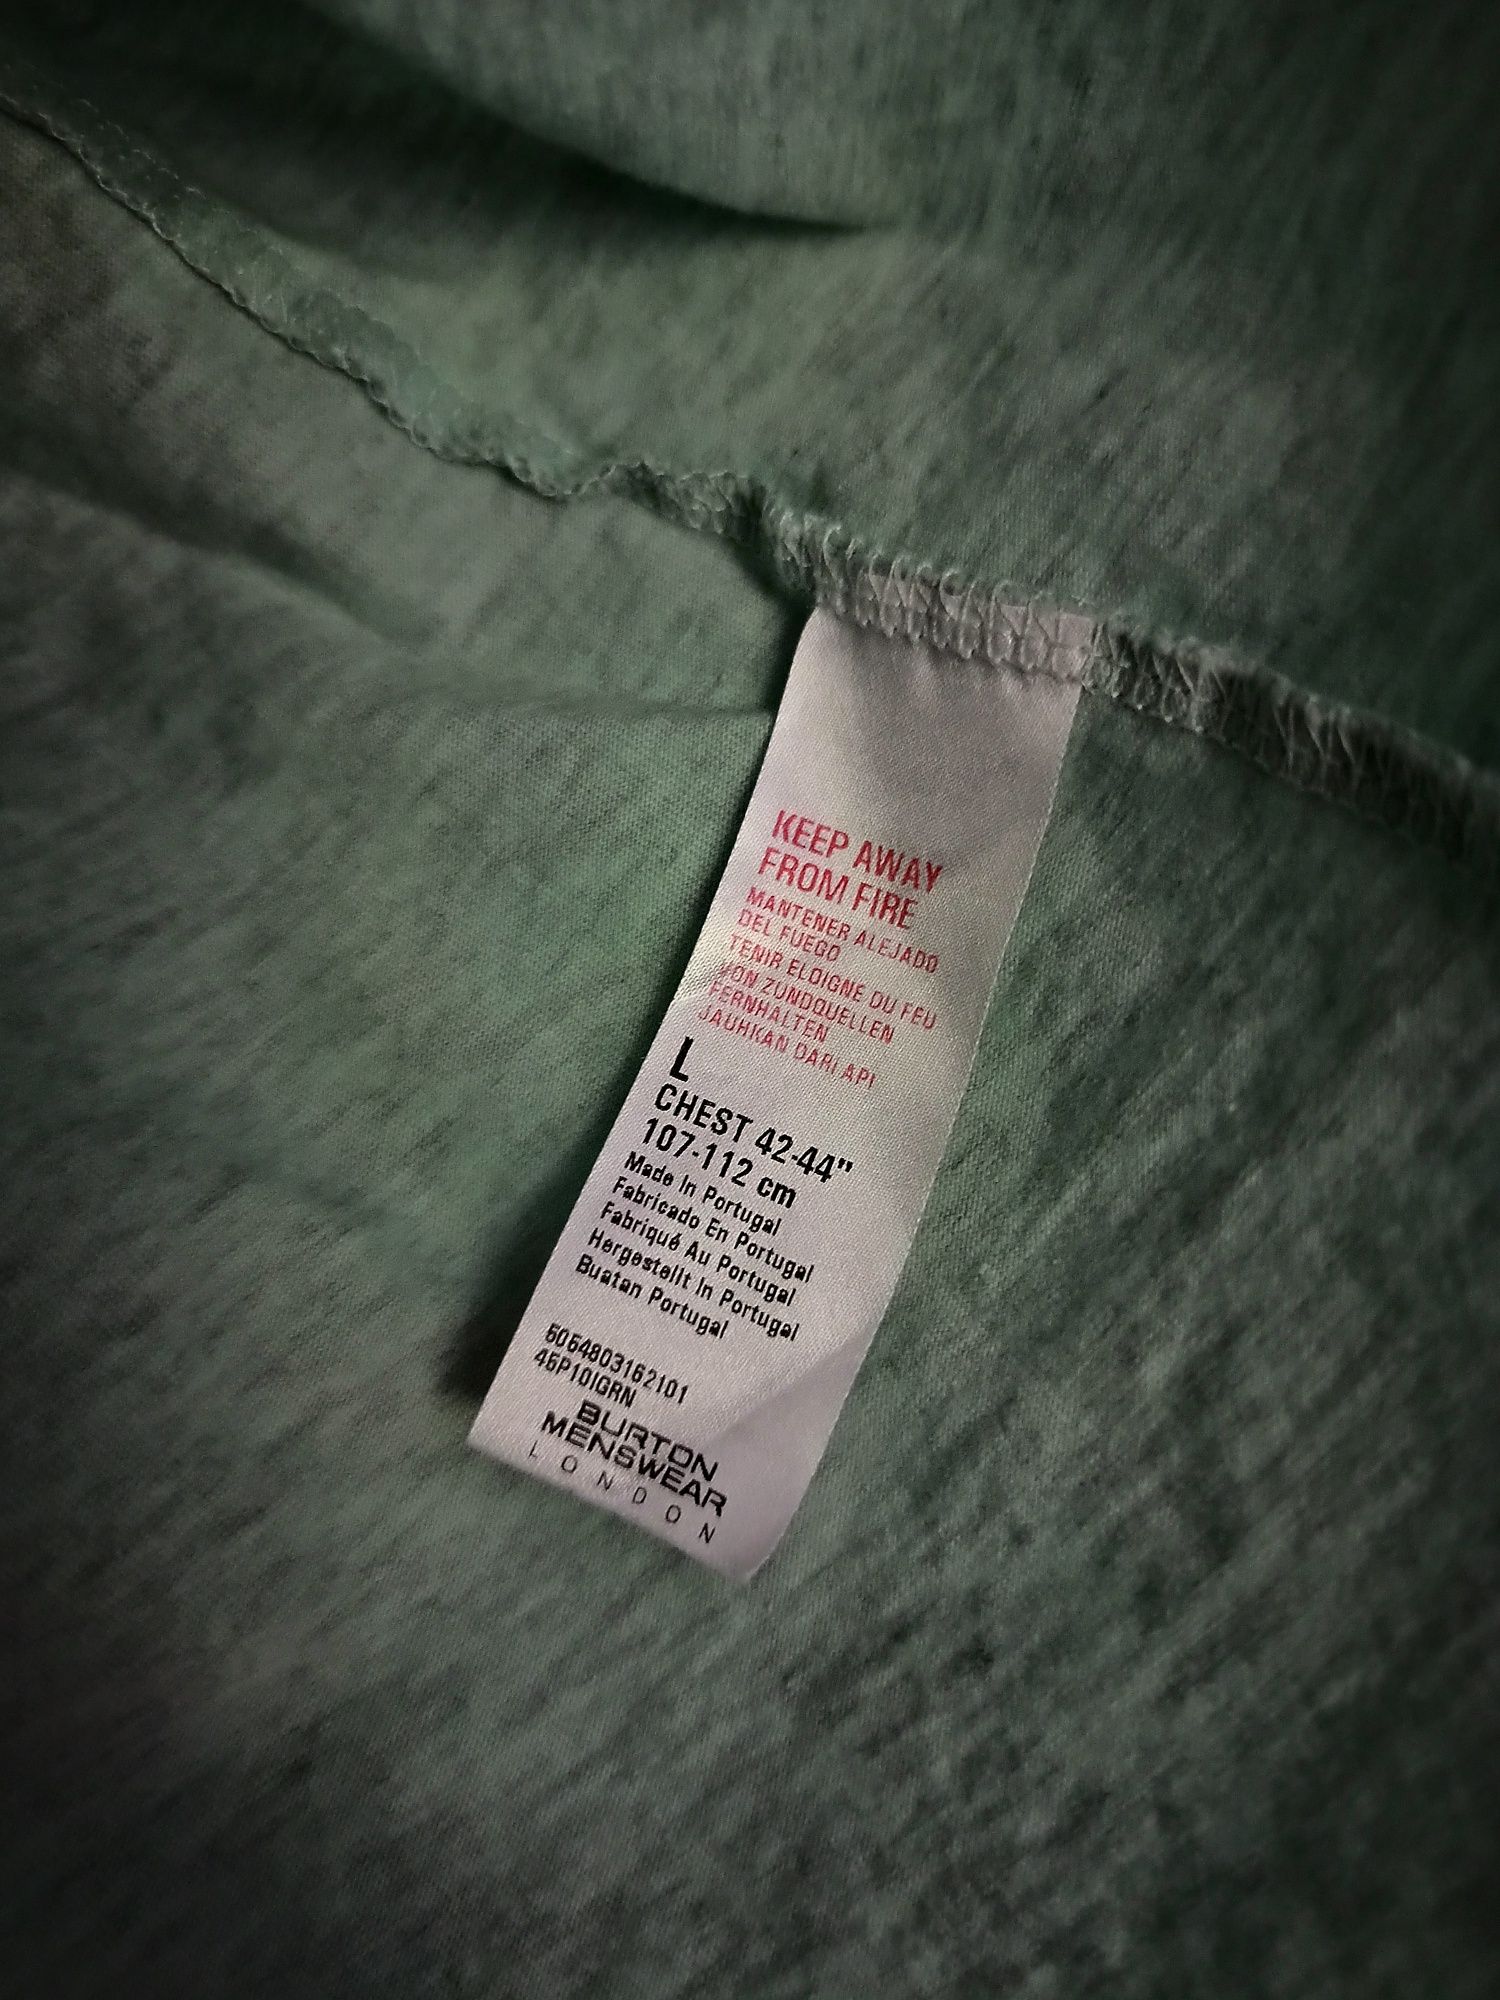 KEEP AWAY
FROM FIRE
MANTENER ALEJADO
DEL FUEGO
TENIR ELOIGNE DU FEU
VON ZUNDQUELLEN
FERNHALTEN
JAUHKAN DARI API
L
CHEST 42-44"
107-112 cm
Made In Portugal
Fabricado En Portugal
Fabriqué Au Portugal
Hergestellt In Portugal
Buatan Portugal
5054803162101
45P10IGRN
BURTON
MENSWEAR
LONDON